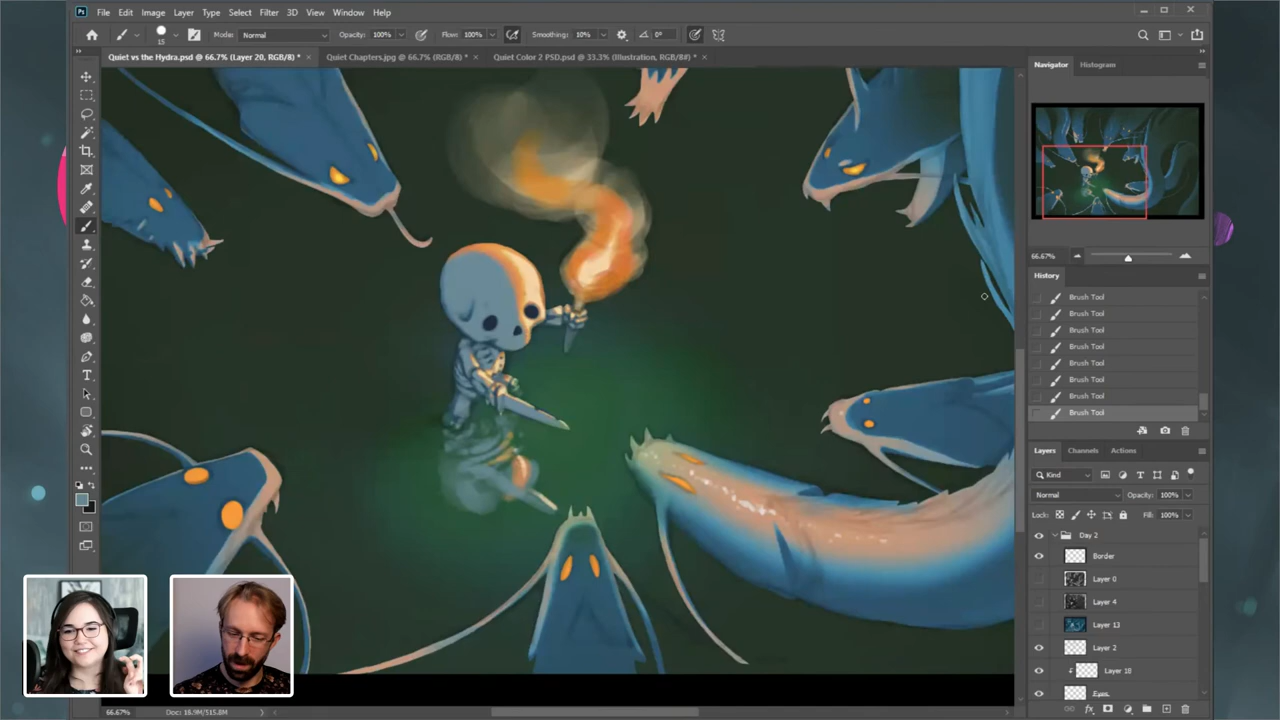 Ps File Edit Image Layer Type Select Filter 3D View Window Help
15 Mode: Normal Opacity: 100% Flow: 100% Smoothing: 10% 0°
Quiet vs the Hydra.psd @ 66.7% (Layer 20, RGB/8) * × Quiet Chapters.jpg @ 66.7% (RGB/8) * × Quiet Color 2 PSD.psd @ 33.3% (Illustration, RGB/8#) * ×
Navigator Histogram
66.67%
History
Brush Tool
Brush Tool
Brush Tool
Brush Tool
Brush Tool
Brush Tool
Brush Tool
Brush Tool
Layers Channels Actions
Kind
Normal Opacity: 100%
Lock: Fill: 100%
Day 2
Border
Layer 0
Layer 4
Layer 13
Layer 2
Layer 18
Eyes
66.67% Doc: 18.9M/515.8M